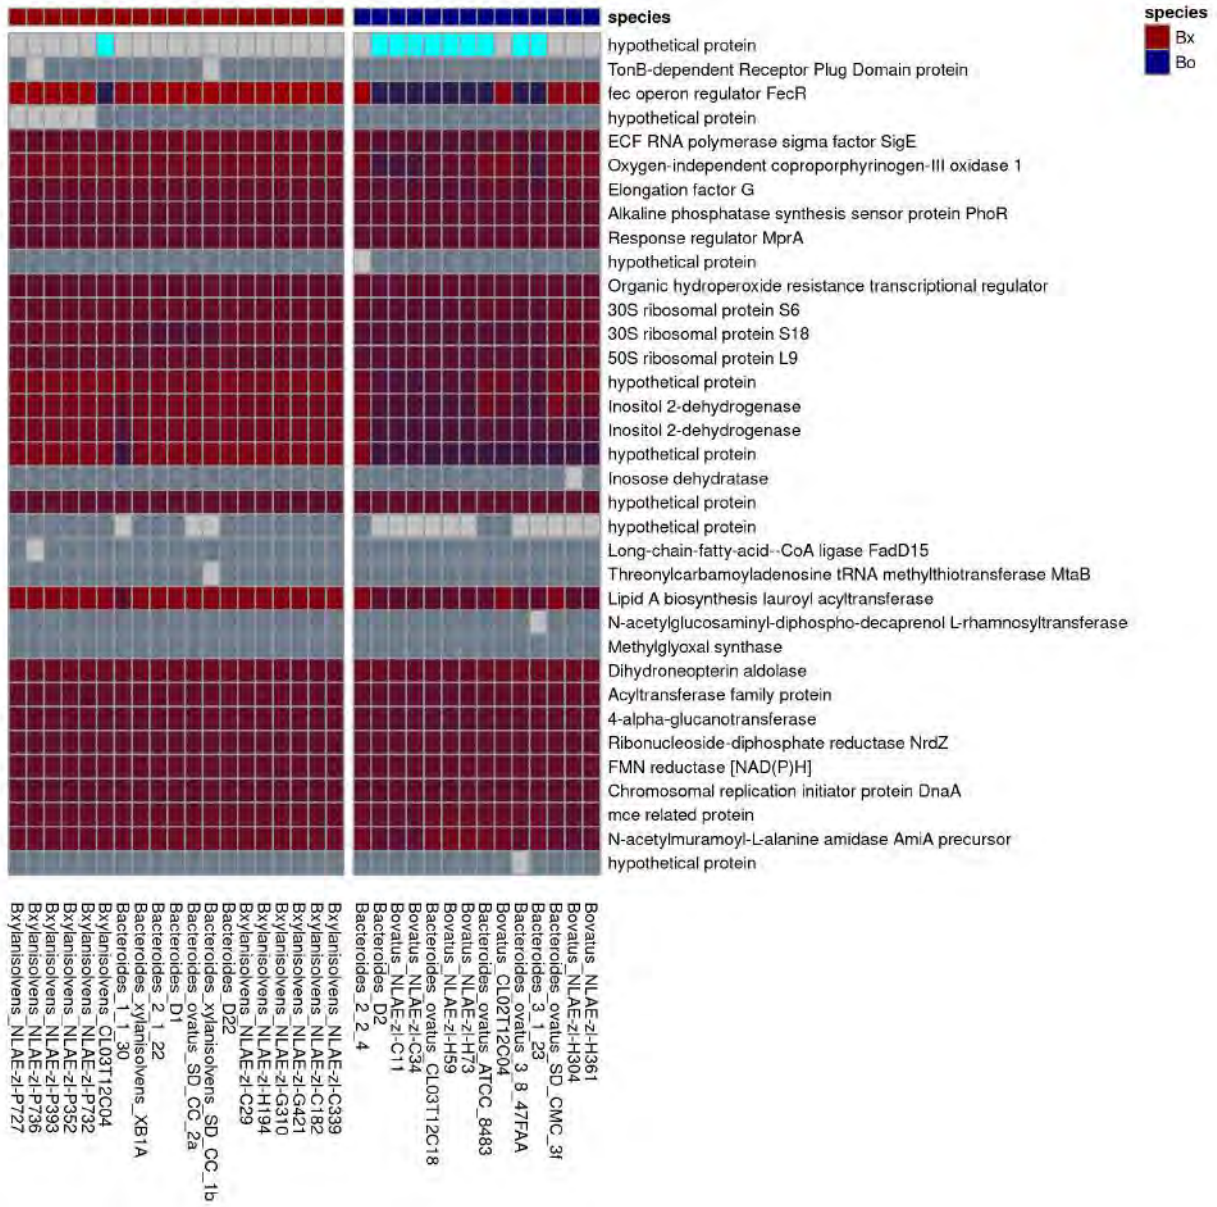 species
species
Bx
Bo
hypothetical protein
TonB-dependent Receptor Plug Domain protein
fec operon regulator FecR
hypothetical protein
ECF RNA polymerase sigma factor SigE
Oxygen-independent coproporphyrinogen-III oxidase 1
Elongation factor G
Alkaline phosphatase synthesis sensor protein PhoR
Response regulator MprA
hypothetical protein
Organic hydroperoxide resistance transcriptional regulator
30S ribosomal protein S6
30S ribosomal protein S18
50S ribosomal protein L9
hypothetical protein
Inositol 2-dehydrogenase
Inositol 2-dehydrogenase
hypothetical protein
Inosose dehydratase
hypothetical protein
hypothetical protein
Long-chain-fatty-acid--CoA ligase FadD15
Threonylcarbamoyladenosine tRNA methylthiotransferase MtaB
Lipid A biosynthesis lauroyl acyltransferase
N-acetylglucosaminyl-diphospho-decaprenol L-rhamnosyltransferase
Methylglyoxal synthase
Dihydroneopterin aldolase
Acyltransferase family protein
4-alpha-glucanotransferase
Ribonucleoside-diphosphate reductase NrdZ
FMN reductase [NAD(P)H]
Chromosomal replication initiator protein DnaA
mce related protein
N-acetylmuramoyl-L-alanine amidase AmiA precursor
hypothetical protein
Bxylanisolvens_NLAE-zl-P727
Bxylanisolvens_NLAE-zl-P736
Bxylanisolvens_NLAE-zl-P393
Bxylanisolvens_NLAE-zl-P352
Bxylanisolvens_NLAE-zl-P732
Bxylanisolvens_CL03T12C04
Bacteroides_1_1_30
Bacteroides_xylanisolvens_XB1A
Bacteroides_2_1_22
Bacteroides_D1
Bacteroides_ovatus_SD_CC_2a
Bacteroides_xylanisolvens_SD_CC_1b
Bacteroides_D22
Bxylanisolvens_NLAE-zl-C29
Bxylanisolvens_NLAE-zl-H194
Bxylanisolvens_NLAE-zl-G310
Bxylanisolvens_NLAE-zl-G421
Bxylanisolvens_NLAE-zl-C182
Bxylanisolvens_NLAE-zl-C339
Bacteroides_2_2_4
Bacteroides_D2
Bovatus_NLAE-zl-C11
Bovatus_NLAE-zl-C34
Bacteroides_ovatus_CL03T12C18
Bovatus_NLAE-zl-H59
Bovatus_NLAE-zl-H73
Bacteroides_ovatus_ATCC_8483
Bovatus_CL02T12C04
Bacteroides_ovatus_3_8_47FAA
Bacteroides_3_1_23
Bacteroides_ovatus_SD_CMC_3f
Bovatus_NLAE-zl-H304
Bovatus_NLAE-zl-H361